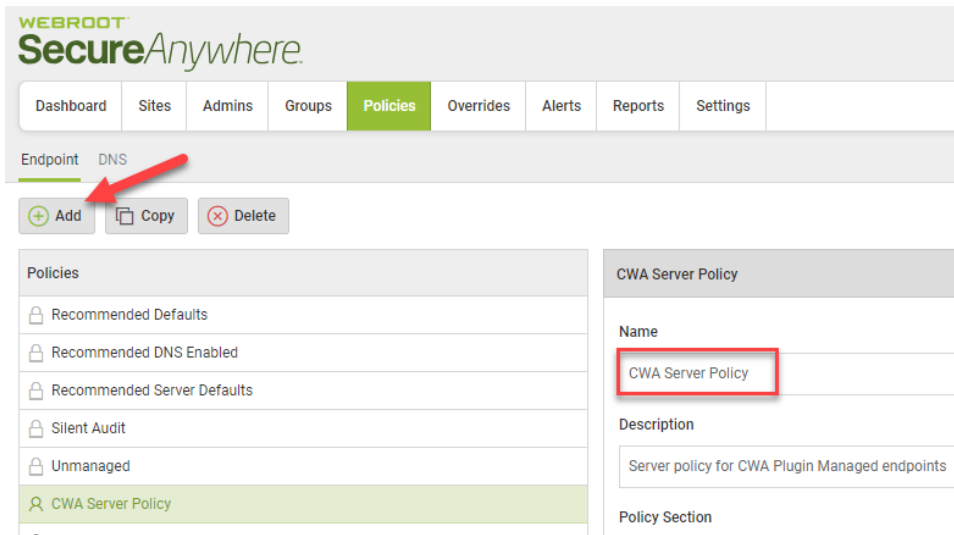 WEBROOT
SecureAnywhere.
Dashboard Sites Admins Groups Policies Overrides Alerts Reports Settings
Endpoint DNS
Add Copy Delete
Policies
Recommended Defaults
Recommended DNS Enabled
Recommended Server Defaults
Silent Audit
Unmanaged
CWA Server Policy
CWA Server Policy
Name
CWA Server Policy
Description
Server policy for CWA Plugin Managed endpoints
Policy Section